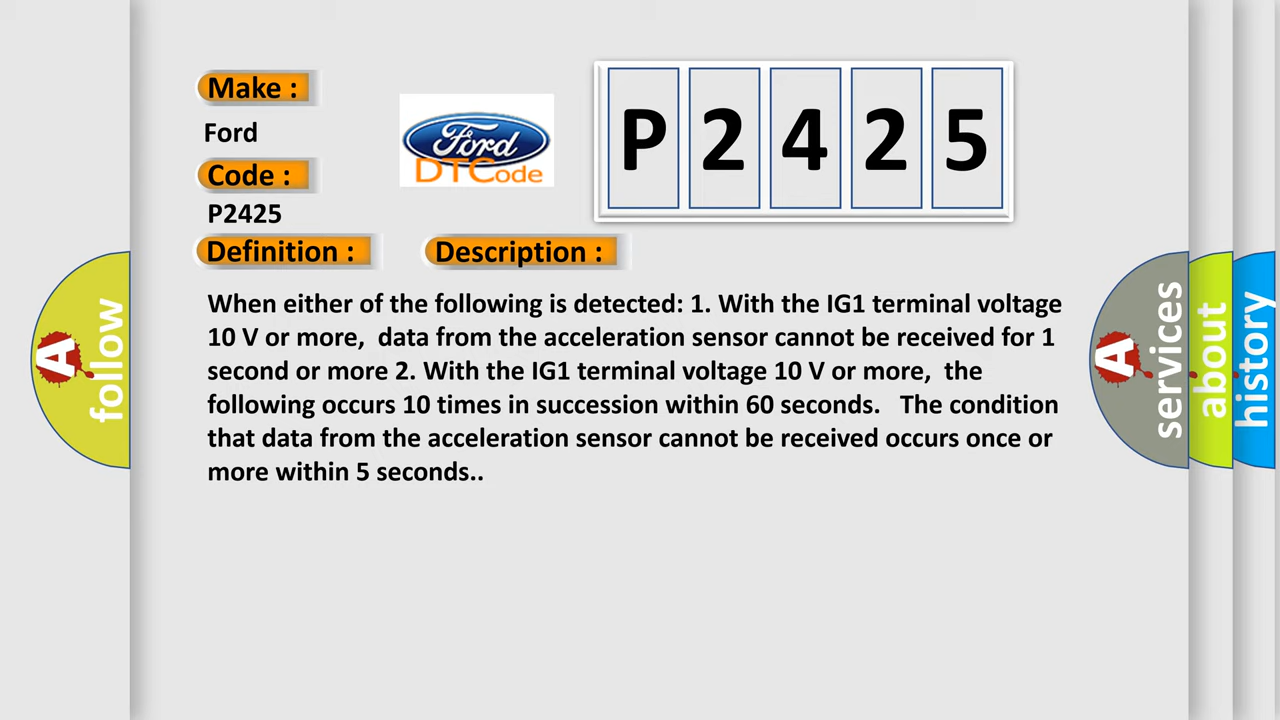 Make :
Ford
Code :
P2425
Ford
DTCode
P2425
Definition :
Description :
When either of the following is detected: 1. With the IG1 terminal voltage
10 V or more,  data from the acceleration sensor cannot be received for 1
second or more 2. With the IG1 terminal voltage 10 V or more,  the
following occurs 10 times in succession within 60 seconds.   The condition
that data from the acceleration sensor cannot be received occurs once or
more within 5 seconds..
A
follow
A
services
about
history